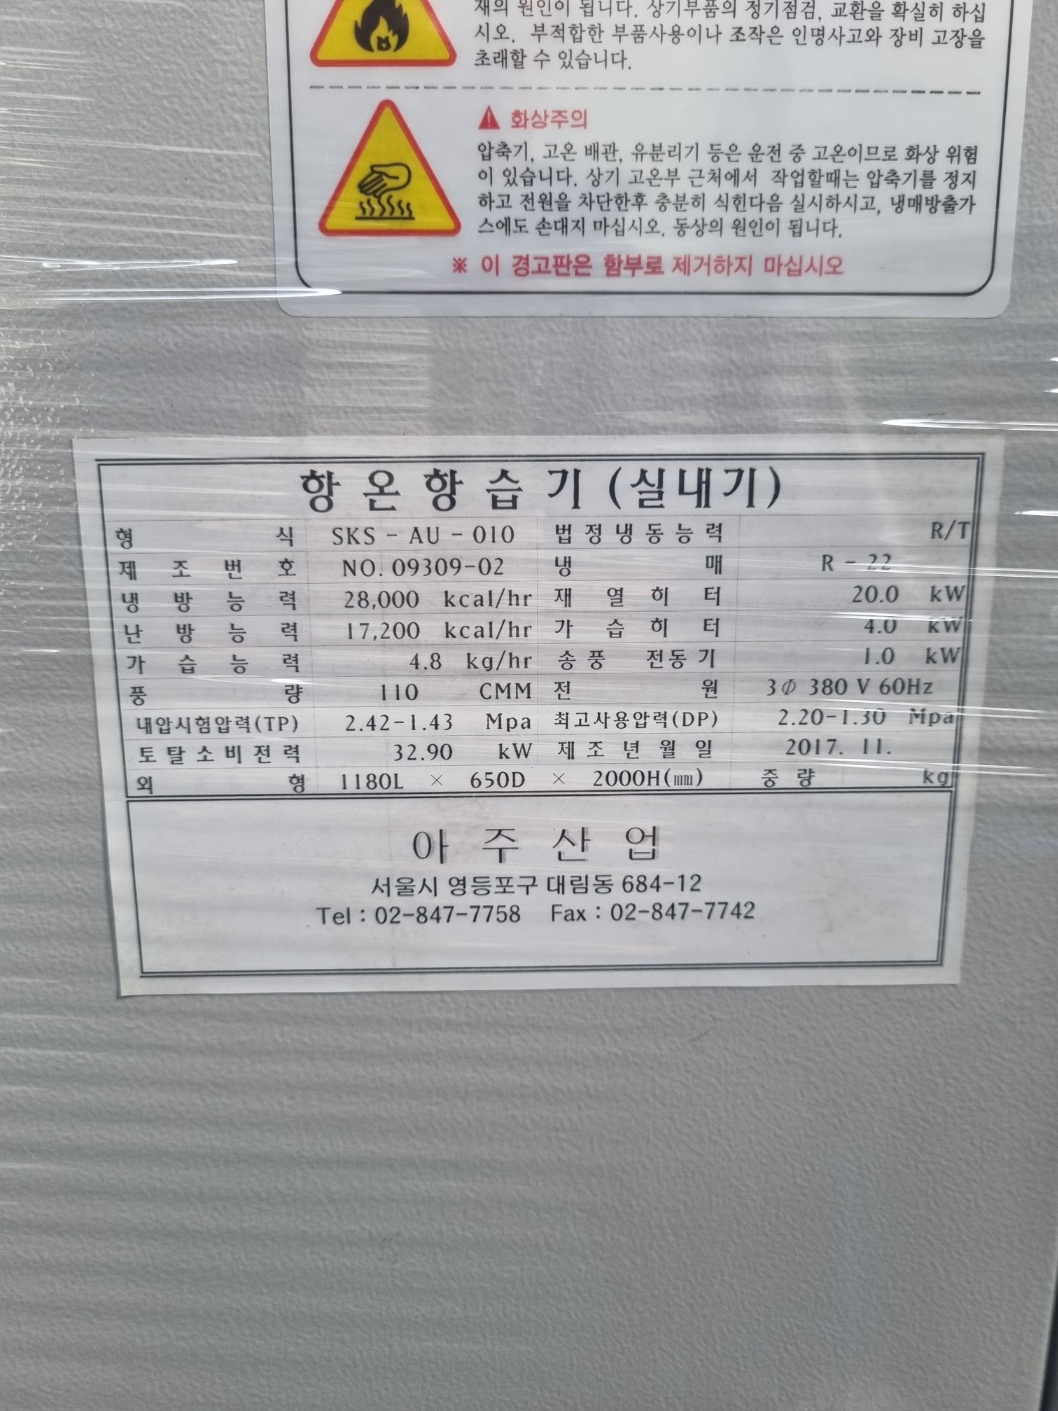 재의 원인이 됩니다. 상기부품의 정기점검, 교환을 확실히 하십
시오. 부적합한 부품사용이나 조작은 인명사고와 장비 고장을
초래할 수 있습니다.
화상주의
압축기, 고온 배관, 유분리기 등은 운전 중 고온이므로 화상 위험
이 있습니다. 상기 고온부 근처에서 작업할때는 압축기를 정지
하고 전원을 차단한후 충분히 식힌다음 실시하시고, 냉매방출가
스에도 손대지 마십시오. 동상의 원인이 됩니다.
※ 이 경고판은 함부로 제거하지 마십시오
항온항습기(실내기)
형식 SKS - AU - 010 법정냉동능력 R/T
제조번호 NO. 09309-02 냉매 R - 22
냉방능력 28,000 kcal/hr 재열히터 20.0 kW
난방능력 17,200 kcal/hr 가습히터 4.0 kW
가습능력 4.8 kg/hr 송풍 전동기 1.0 kW
풍량 110 CMM 전원 3∅ 380 V 60Hz
내압시험압력(TP) 2.42-1.43 Mpa 최고사용압력(DP) 2.20-1.30 Mpa
토탈소비전력 32.90 kW 제조년월일 2017. 11.
외형 1180L × 650D × 2000H(㎜) 중량 kg
아주산업
서울시 영등포구 대림동 684-12
Tel : 02-847-7758 Fax : 02-847-7742